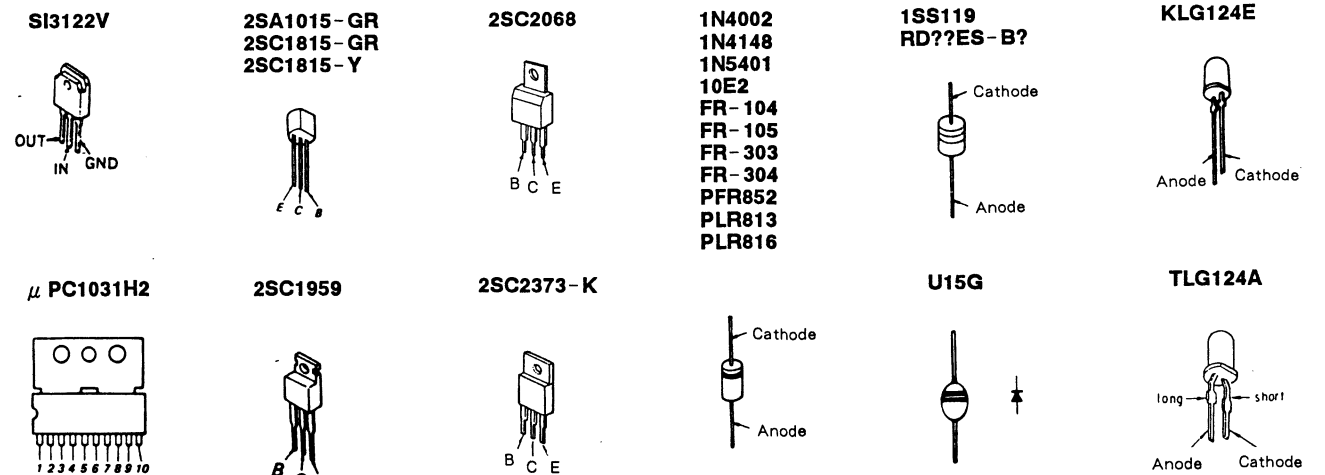 SI3122V
OUT
IN
GND
2SA1015-GR
2SC1815-GR
2SC1815-Y
E C B
2SC2068
B C E
1N4002
1N4148
1N5401
10E2
FR-104
FR-105
FR-303
FR-304
PFR852
PLR813
PLR816
Cathode
Anode
1SS119
RD??ES-B?
Cathode
Anode
KLG124E
Anode
Cathode
μ PC1031H2
1 2 3 4 5 6 7 8 9 10
2SC1959
B
2SC2373-K
B C E
U15G
TLG124A
long
short
Anode
Cathode